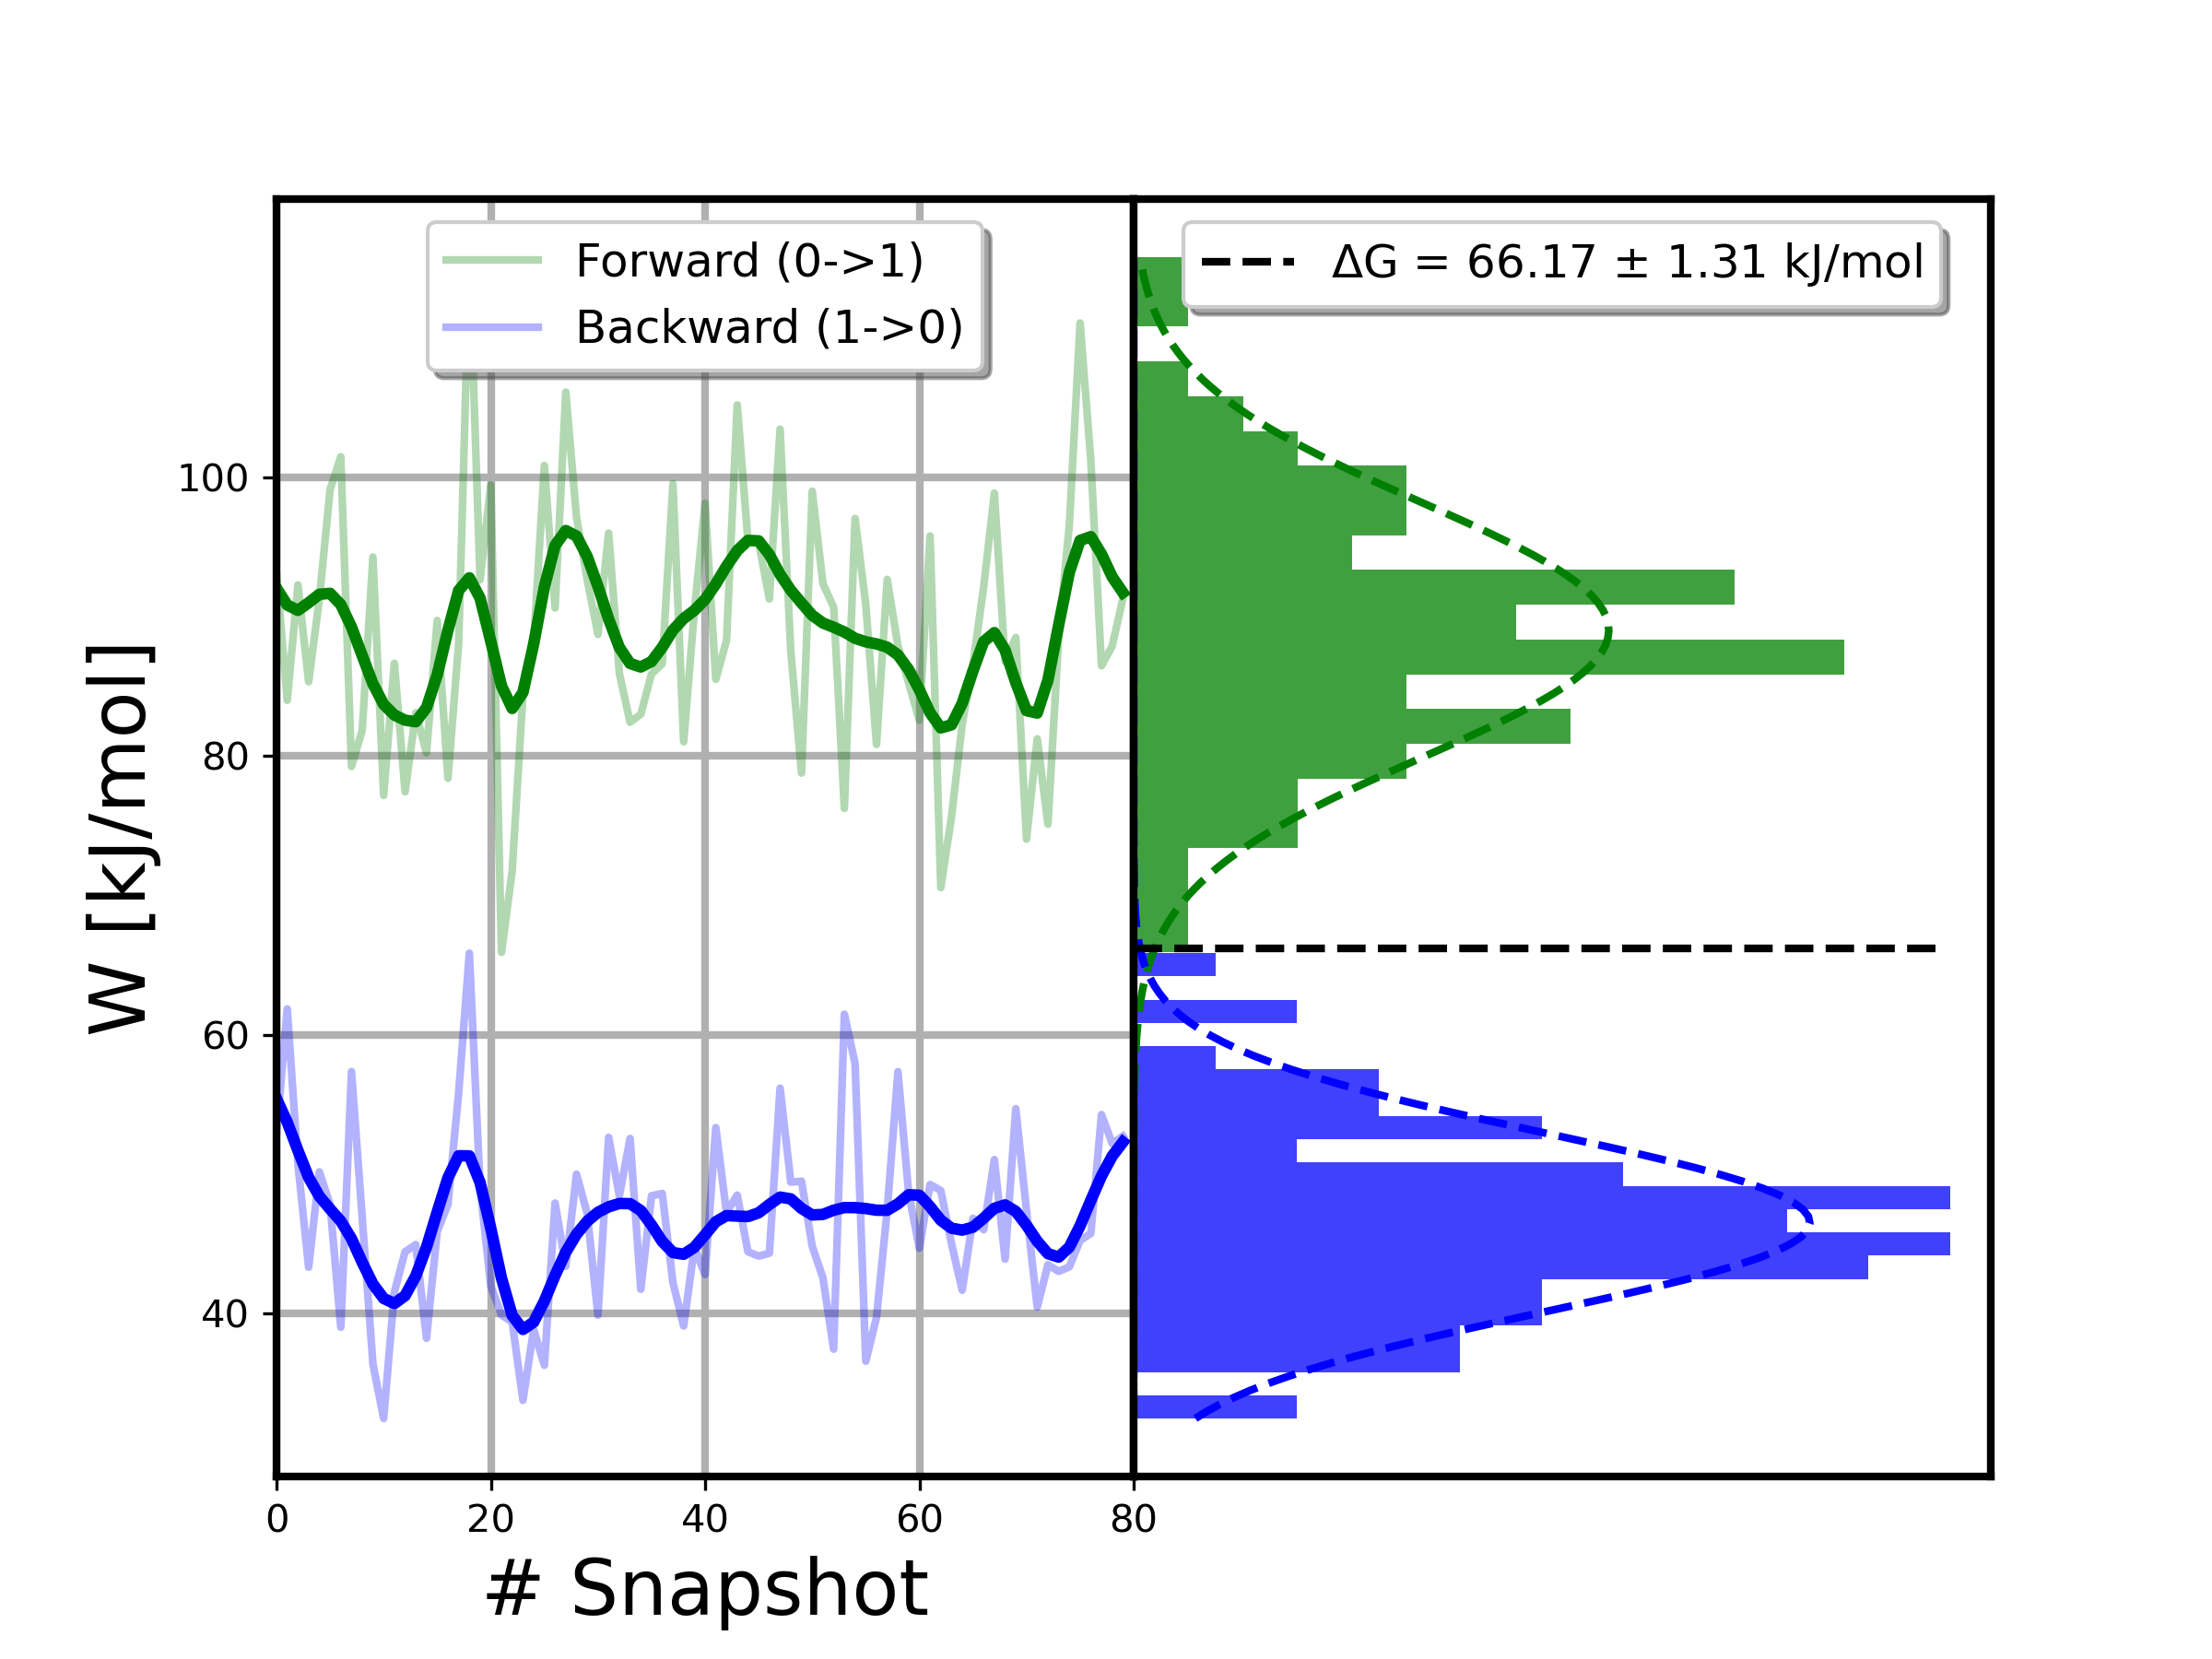 Forward (0->1)
Backward (1->0)
ΔG = 66.17 ± 1.31 kJ/mol
W [kJ/mol]
100
80
60
40
0
20
40
60
80
# Snapshot